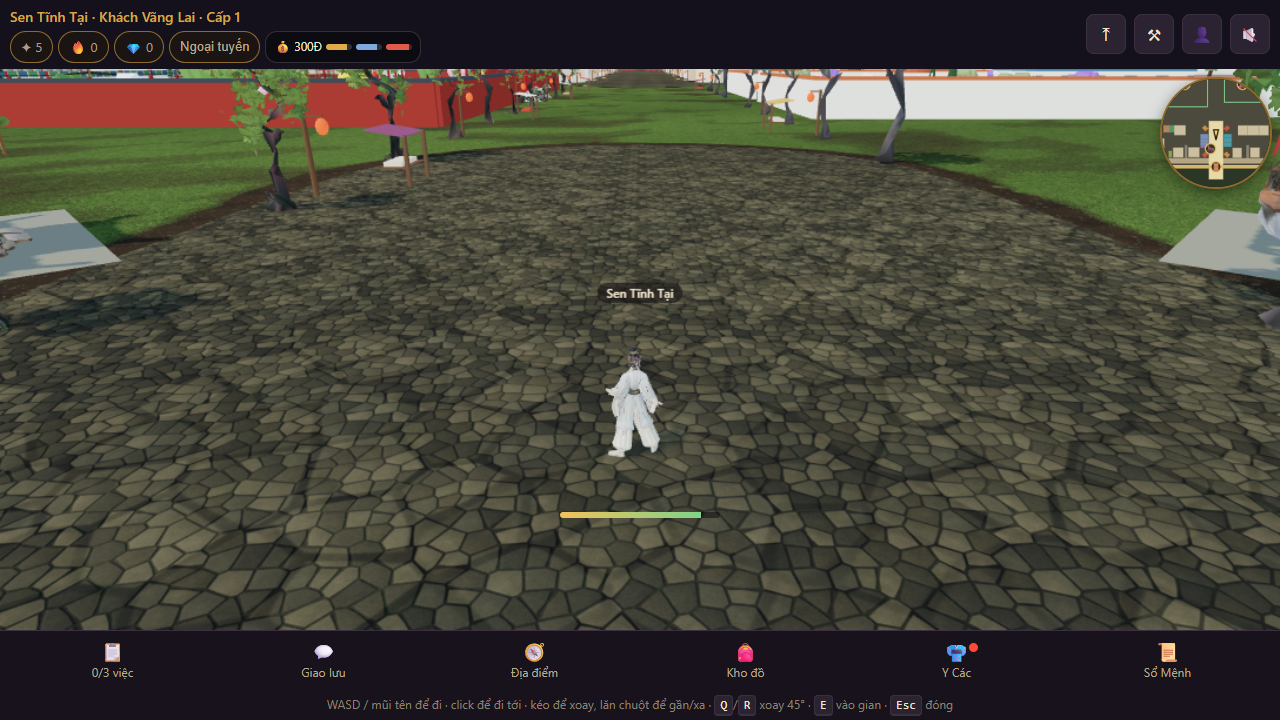 Sen Tĩnh Tại · Khách Vãng Lai · Cấp 1
5
0
0
Ngoại tuyến
300Đ
Sen Tĩnh Tại
0/3 việc
Giao lưu
Địa điểm
Kho đồ
Y Các
Sổ Mệnh
WASD / mũi tên để đi · click để đi tới · kéo để xoay, lăn chuột để gần/xa · Q / R xoay 45° · E vào gian · Esc đóng